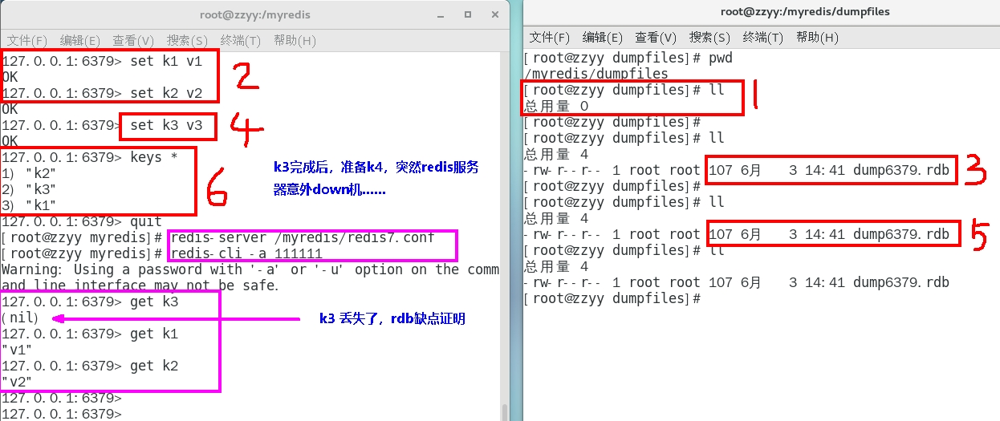 root@zzyy:/myredis
文件(F) 编辑(E) 查看(V) 搜索(S) 终端(T) 帮助(H)
127.0.0.1:6379> set k1 v1
OK
127.0.0.1:6379> set k2 v2
OK
2
127.0.0.1:6379> set k3 v3
OK
4
127.0.0.1:6379> keys *
1) "k2"
2) "k3"
3) "k1"
6
k3完成后，准备k4，突然redis服务
器意外down机......
127.0.0.1:6379> quit
[root@zzyy myredis]# redis-server /myredis/redis7.conf
[root@zzyy myredis]# redis-cli -a 111111
Warning: Using a password with '-a' or '-u' option on the comm
and line interface may not be safe.
127.0.0.1:6379> get k3
(nil)
k3 丢失了，rdb缺点证明
127.0.0.1:6379> get k1
"v1"
127.0.0.1:6379> get k2
"v2"
127.0.0.1:6379>
127.0.0.1:6379>
root@zzyy:/myredis/dumpfiles
文件(F) 编辑(E) 查看(V) 搜索(S) 终端(T) 帮助(H)
[root@zzyy dumpfiles]# pwd
/myredis/dumpfiles
[root@zzyy dumpfiles]# ll
总用量 0
1
[root@zzyy dumpfiles]#
[root@zzyy dumpfiles]# ll
总用量 4
-rw-r--r-- 1 root root 107 6月 3 14:41 dump6379.rdb
3
[root@zzyy dumpfiles]#
[root@zzyy dumpfiles]# ll
总用量 4
-rw-r--r-- 1 root root 107 6月 3 14:41 dump6379.rdb
5
[root@zzyy dumpfiles]# ll
总用量 4
-rw-r--r-- 1 root root 107 6月 3 14:41 dump6379.rdb
[root@zzyy dumpfiles]#